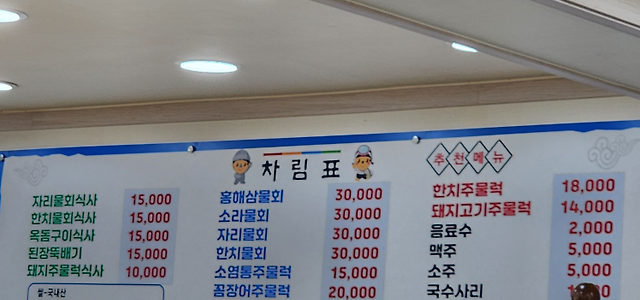 차림표
자리물회식사 15,000
한치물회식사 15,000
옥돔구이식사 15,000
된장뚝배기 15,000
돼지주물럭식사 10,000
쌀-국내산
홍해삼물회 30,000
소라물회 30,000
자리물회 30,000
한치물회 30,000
소염통주물럭 15,000
꼼장어주물럭 20,000
추천메뉴
한치주물럭 18,000
돼지고기주물럭 14,000
음료수 2,000
맥주 5,000
소주 5,000
국수사리